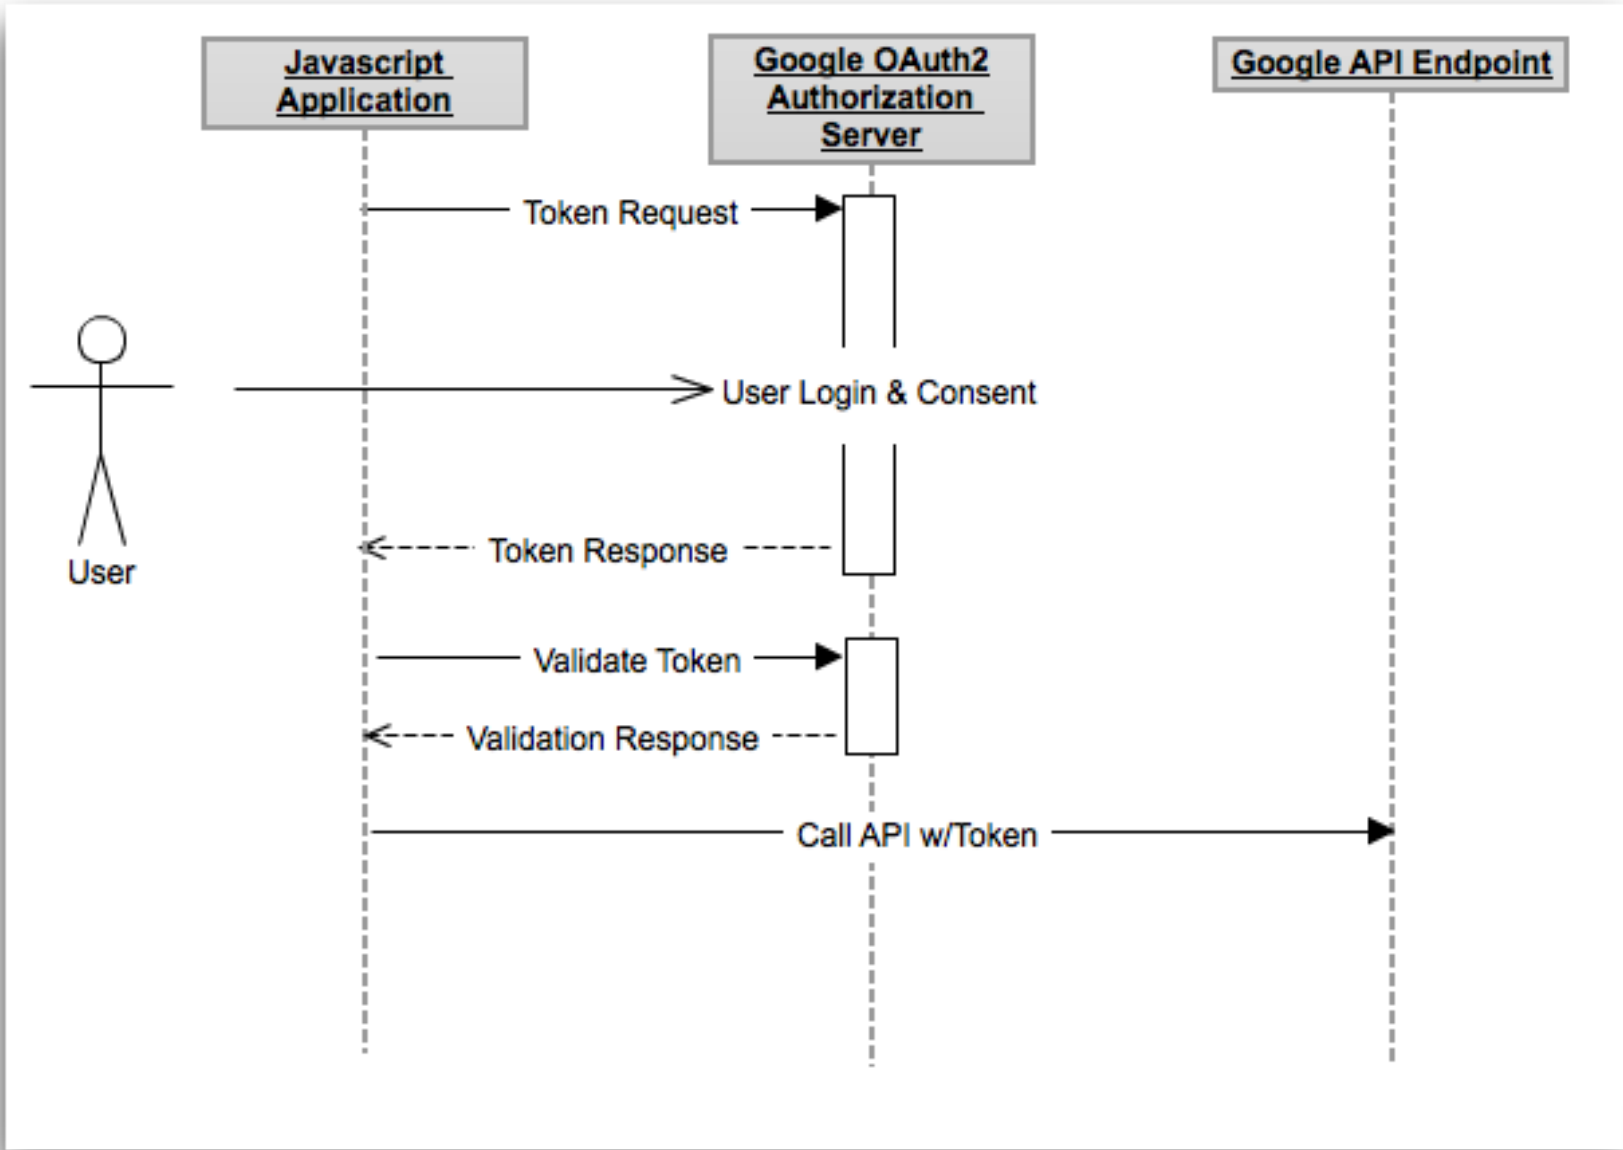 Javascript
Application
Google OAuth2
Authorization
Server
Google API Endpoint
Token Request
User Login & Consent
Token Response
User
Validate Token
Validation Response
Call API w/Token